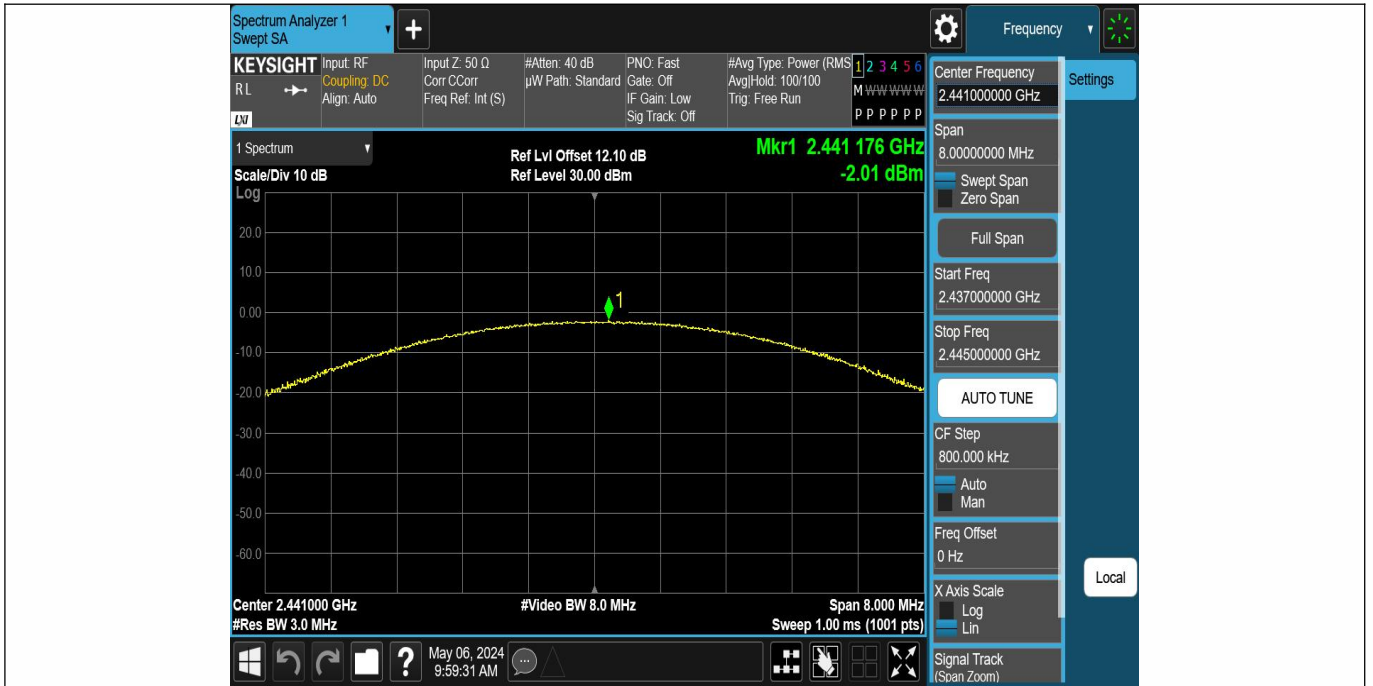 Spectrum Analyzer 1
Swept SA
+
Frequency
KEYSIGHT
RL
LXI
Input: RF
Coupling: DC
Align: Auto
Input Z: 50 Ω
Corr CCorr
Freq Ref: Int (S)
#Atten: 40 dB
µW Path: Standard
PNO: Fast
Gate: Off
IF Gain: Low
Sig Track: Off
#Avg Type: Power (RMS
Avg|Hold: 100/100
Trig: Free Run
1 2 3 4 5 6
M W W W W W
P P P P P P
Center Frequency
2.441000000 GHz
Settings
Span
8.00000000 MHz
Swept Span
Zero Span
Full Span
Start Freq
2.437000000 GHz
Stop Freq
2.445000000 GHz
AUTO TUNE
CF Step
800.000 kHz
Auto
Man
Freq Offset
0 Hz
X Axis Scale
Log
Lin
Signal Track
(Span Zoom)
Local
1 Spectrum
Scale/Div 10 dB
Ref Lvl Offset 12.10 dB
Ref Level 30.00 dBm
Mkr1 2.441 176 GHz
-2.01 dBm
Log
20.0
10.0
0.00
-10.0
-20.0
-30.0
-40.0
-50.0
-60.0
1
Center 2.441000 GHz
#Video BW 8.0 MHz
Span 8.000 MHz
#Res BW 3.0 MHz
Sweep 1.00 ms (1001 pts)
?
May 06, 2024
9:59:31 AM